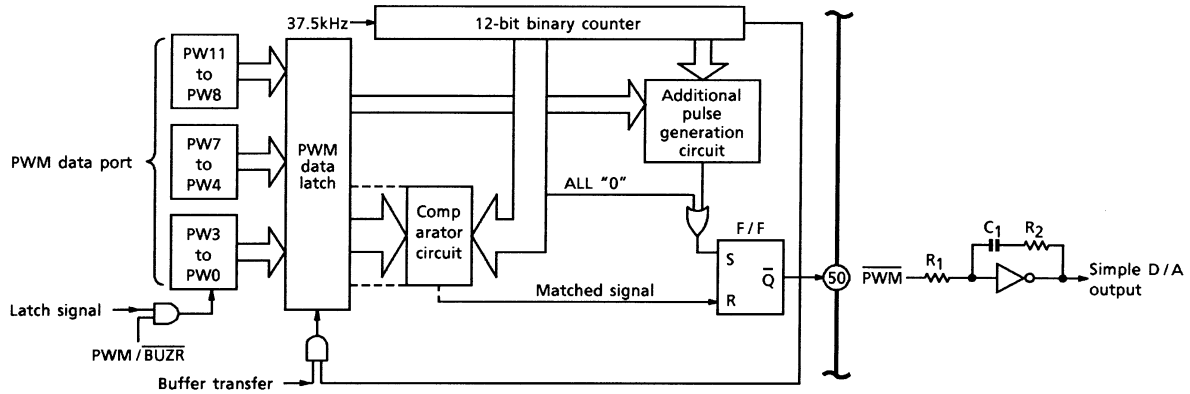 37.5kHz
12-bit binary counter
PW11
to
PW8
PW7
to
PW4
PW3
to
PW0
PWM data port
PWM
data
latch
Additional
pulse
generation
circuit
ALL "0"
Comp
arator
circuit
F/F
S
Q
R
Matched signal
50
PWM
R1
C1
R2
Simple D/A
output
Latch signal
PWM/BUZR
Buffer transfer